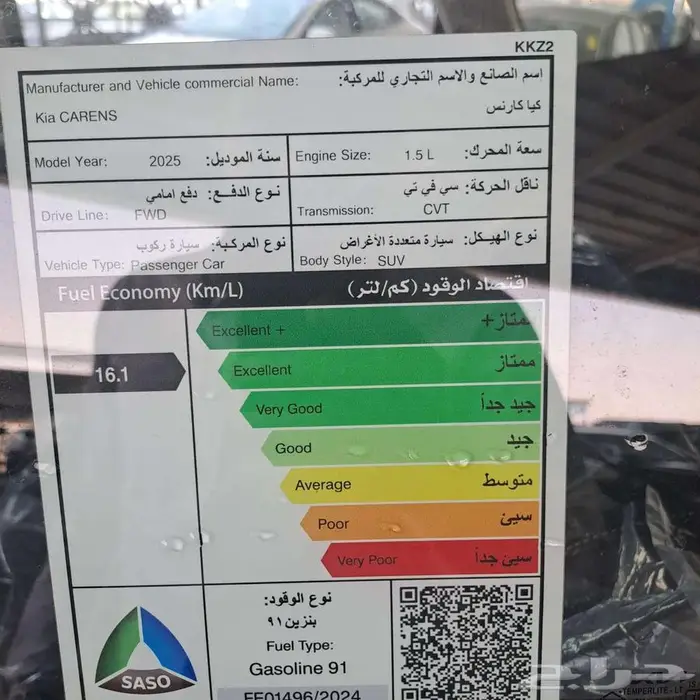 KKZ2
Manufacturer and Vehicle commercial Name: إسم الصانع والاسم التجاري للمركبة:
Kia CARENS كيا كارنس
Model Year: 2025 سنة الموديل:
Engine Size: 1.5 L سعة المحرك:
نوع الدفع: دفع امامي
Drive Line: FWD
ناقل الحركة: سي في تي
Transmission: CVT
نوع المركبة: سيارة ركوب
Vehicle Type: Passenger Car
نوع الهيكل: سيارة متعددة الأغراض
Body Style: SUV
Fuel Economy (Km/L) اقتصاد الوقود (كم/لتر)
Excellent + ممتاز+
16.1
Excellent ممتاز
Very Good جيد جداً
Good جيد
Average متوسط
Poor سيئ
Very Poor سيئ جداً
نوع الوقود:
بنزين ٩١
Fuel Type:
Gasoline 91
FE01496/2024
SASO
حراج